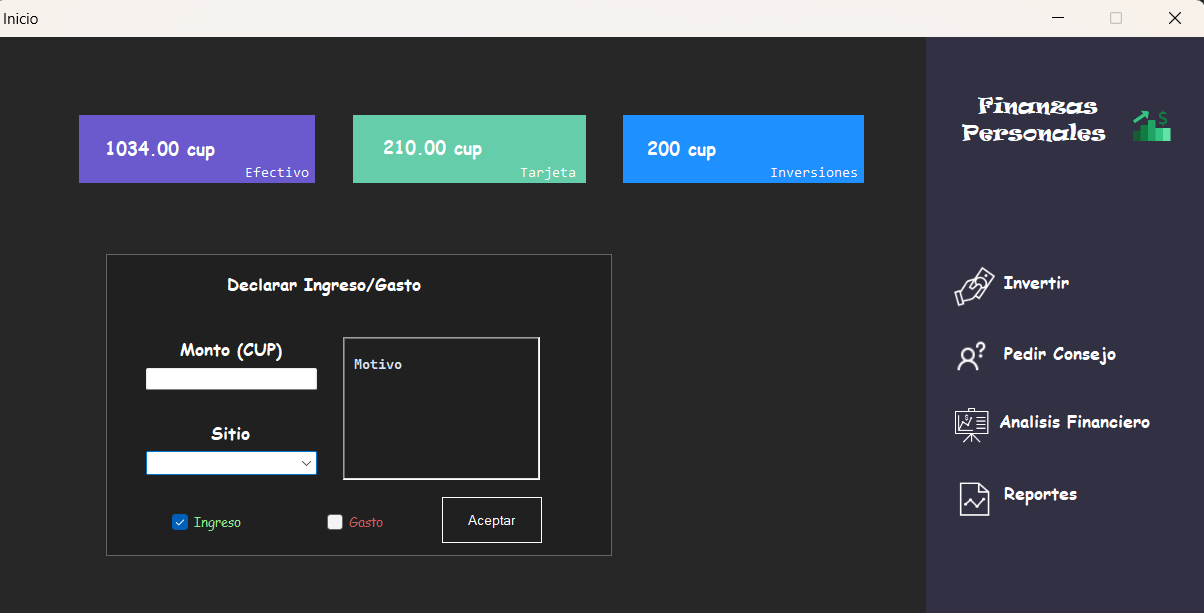 Inicio
Finanzas
Personales
1034.00 cup
Efectivo
210.00 cup
Tarjeta
200 cup
Inversiones
Declarar Ingreso/Gasto
Monto (CUP)
Motivo
Sitio
Ingreso
Gasto
Aceptar
Invertir
Pedir Consejo
Analisis Financiero
Reportes